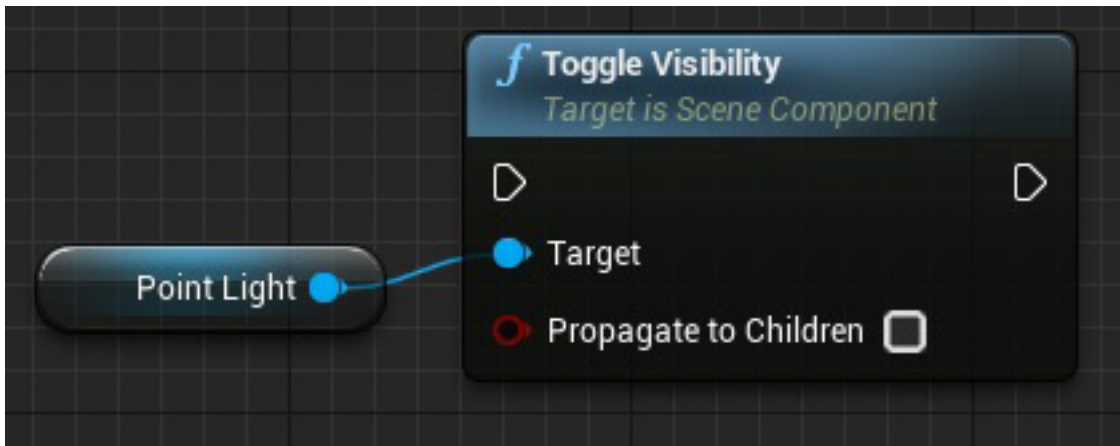 f Toggle Visibility
Target is Scene Component
Target
Point Light
Propagate to Children